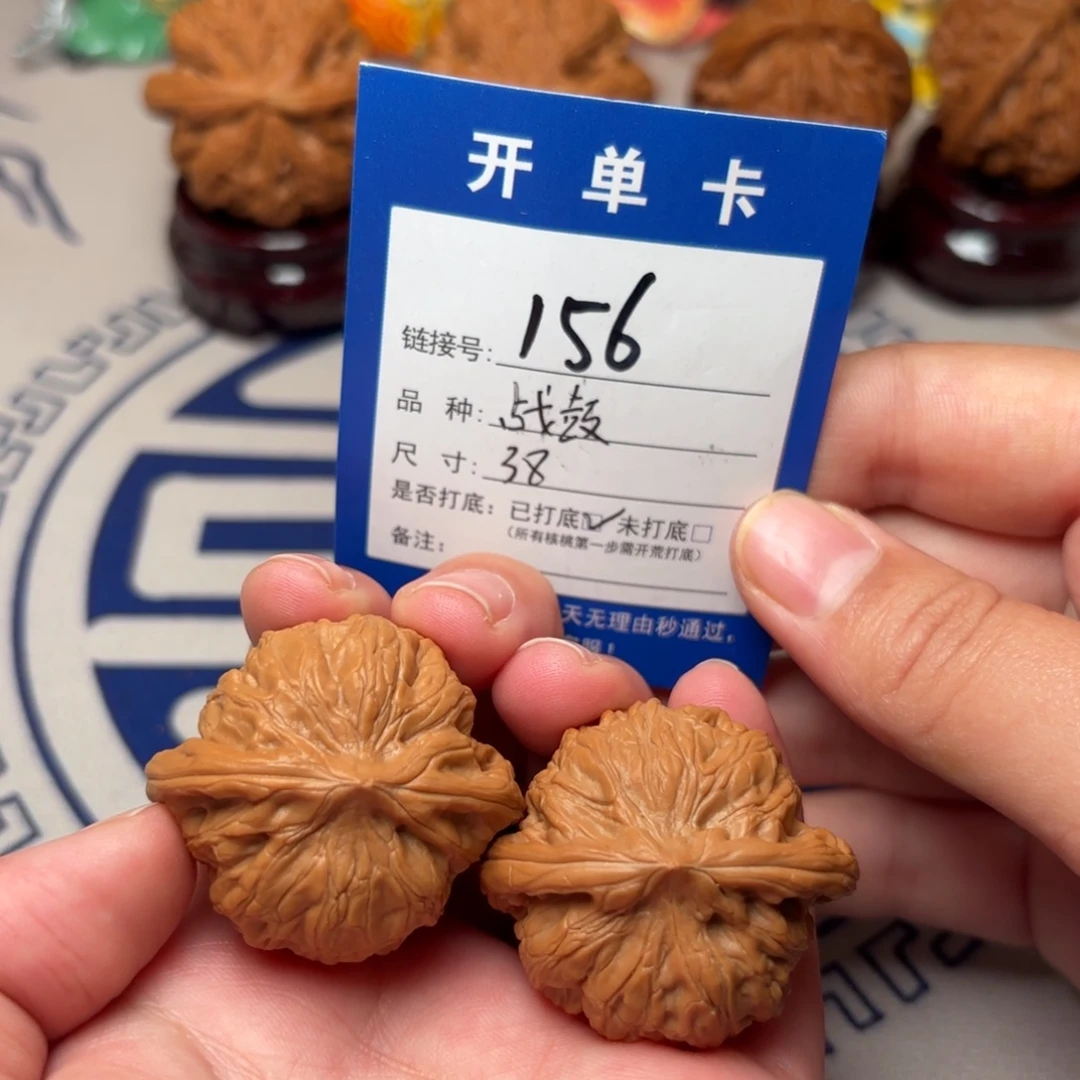 开单卡
链接号: 156
品 种: 战鼓
尺 寸: 38
是否打底: 已打底☑ 未打底☐
(所有核桃第一步需开荒打底)
备注:
天无理由秒通过,